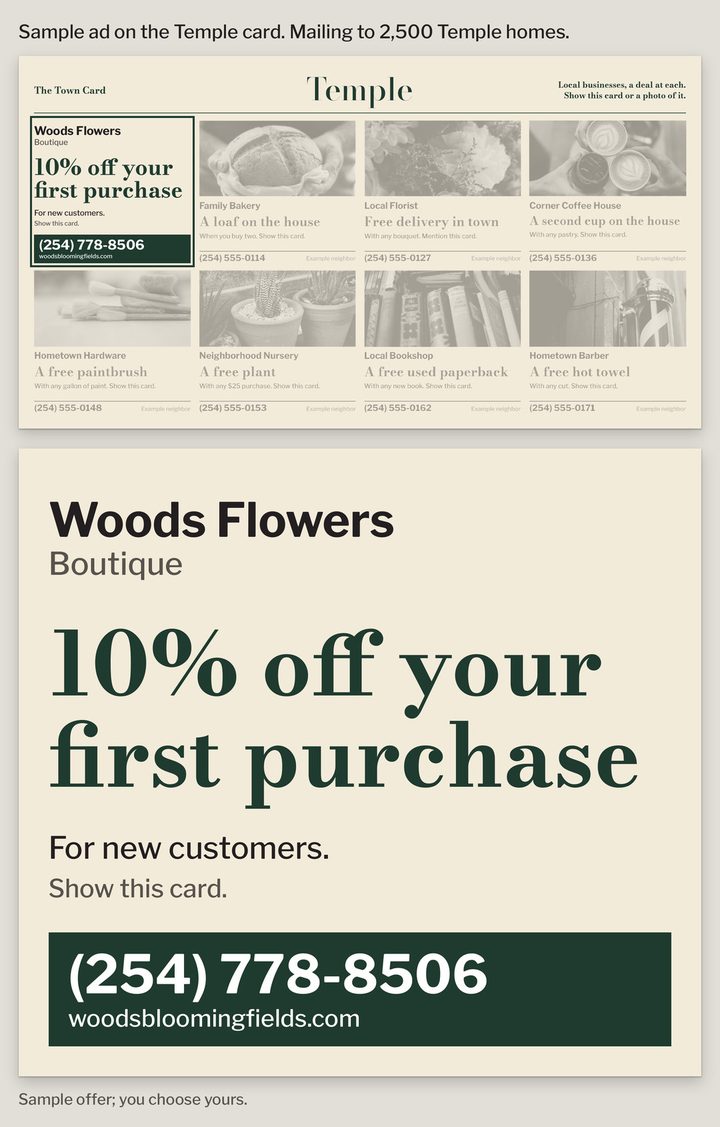 Sample ad on the Temple card. Mailing to 2,500 Temple homes.
The Town Card
Temple
Local businesses, a deal at each.
Show this card or a photo of it.
Woods Flowers
Boutique
10% off your
first purchase
For new customers.
Show this card.
(254) 778-8506
woodsbloomingfields.com
Family Bakery
A loaf on the house
When you buy two. Show this card.
(254) 555-0114 Example neighbor
Local Florist
Free delivery in town
With any bouquet. Mention this card.
(254) 555-0127 Example neighbor
Corner Coffee House
A second cup on the house
With any pastry. Show this card.
(254) 555-0136 Example neighbor
Hometown Hardware
A free paintbrush
With any gallon of paint. Show this card.
(254) 555-0148 Example neighbor
Neighborhood Nursery
A free plant
With any $25 purchase. Show this card.
(254) 555-0153 Example neighbor
Local Bookshop
A free used paperback
With any new book. Show this card.
(254) 555-0162 Example neighbor
Hometown Barber
A free hot towel
With any cut. Show this card.
(254) 555-0171 Example neighbor
Woods Flowers
Boutique
10% off your
first purchase
For new customers.
Show this card.
(254) 778-8506
woodsbloomingfields.com
Sample offer; you choose yours.